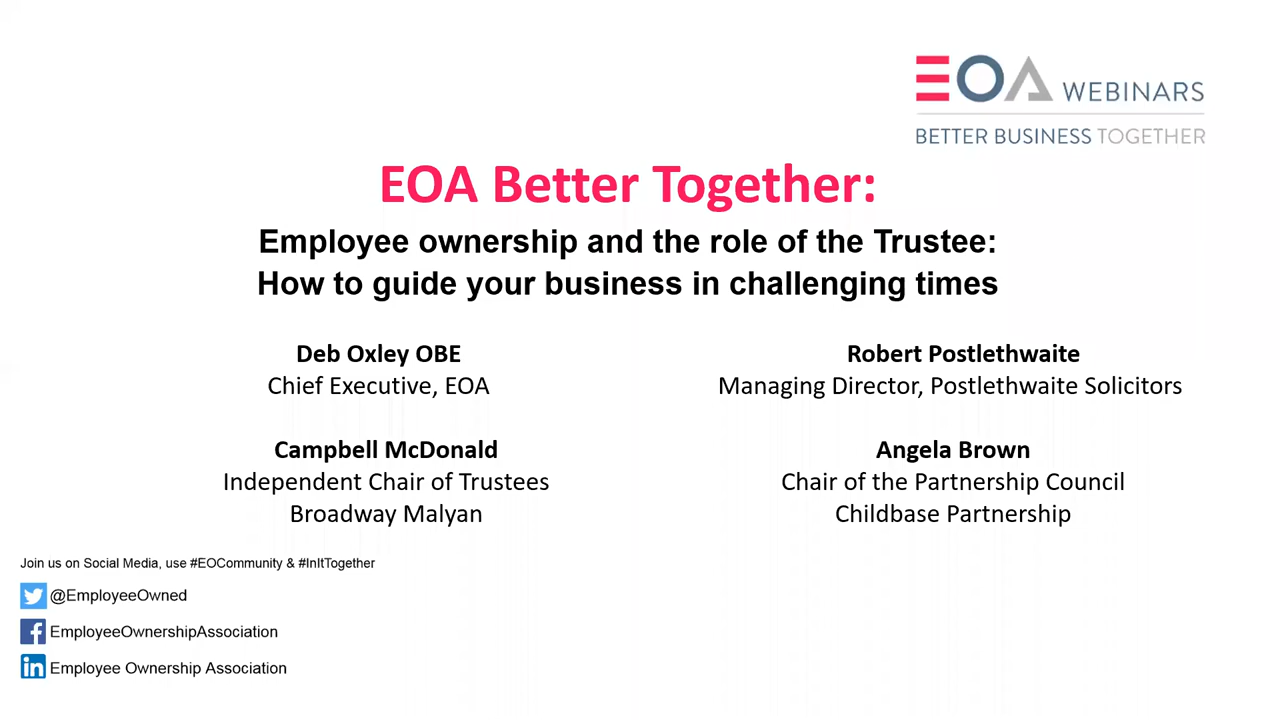 EOA WEBINARS
BETTER BUSINESS TOGETHER
EOA Better Together:
Employee ownership and the role of the Trustee:
How to guide your business in challenging times
Deb Oxley OBE
Chief Executive, EOA
Robert Postlethwaite
Managing Director, Postlethwaite Solicitors
Campbell McDonald
Independent Chair of Trustees
Broadway Malyan
Angela Brown
Chair of the Partnership Council
Childbase Partnership
Join us on Social Media, use #EOCommunity & #InItTogether
@EmployeeOwned
EmployeeOwnershipAssociation
Employee Ownership Association